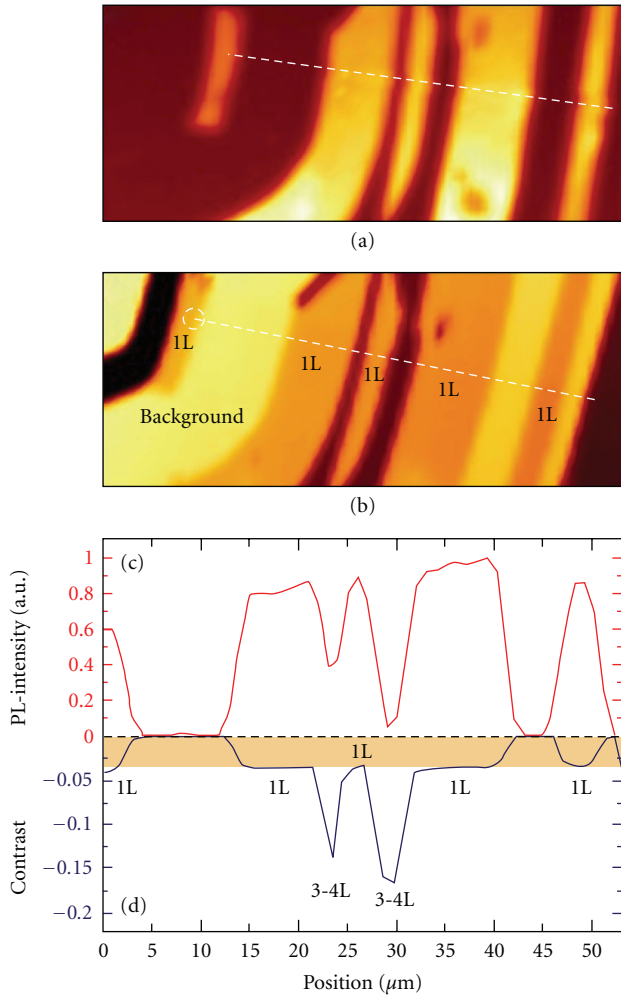 (a)
1L
1L
1L
1L
1L
Background
(b)
(c)
PL-intensity (a.u.)
1
0.8
0.6
0.4
0.2
0
1L
1L
1L
1L
1L
−0.05
−0.1
−0.15
−0.2
Contrast
3-4L
3-4L
(d)
0 5 10 15 20 25 30 35 40 45 50
Position (μm)